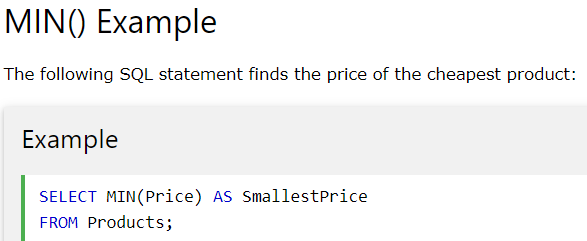 MIN() Example
The following SQL statement finds the price of the cheapest product:
Example
SELECT MIN(Price) AS SmallestPrice
FROM Products;